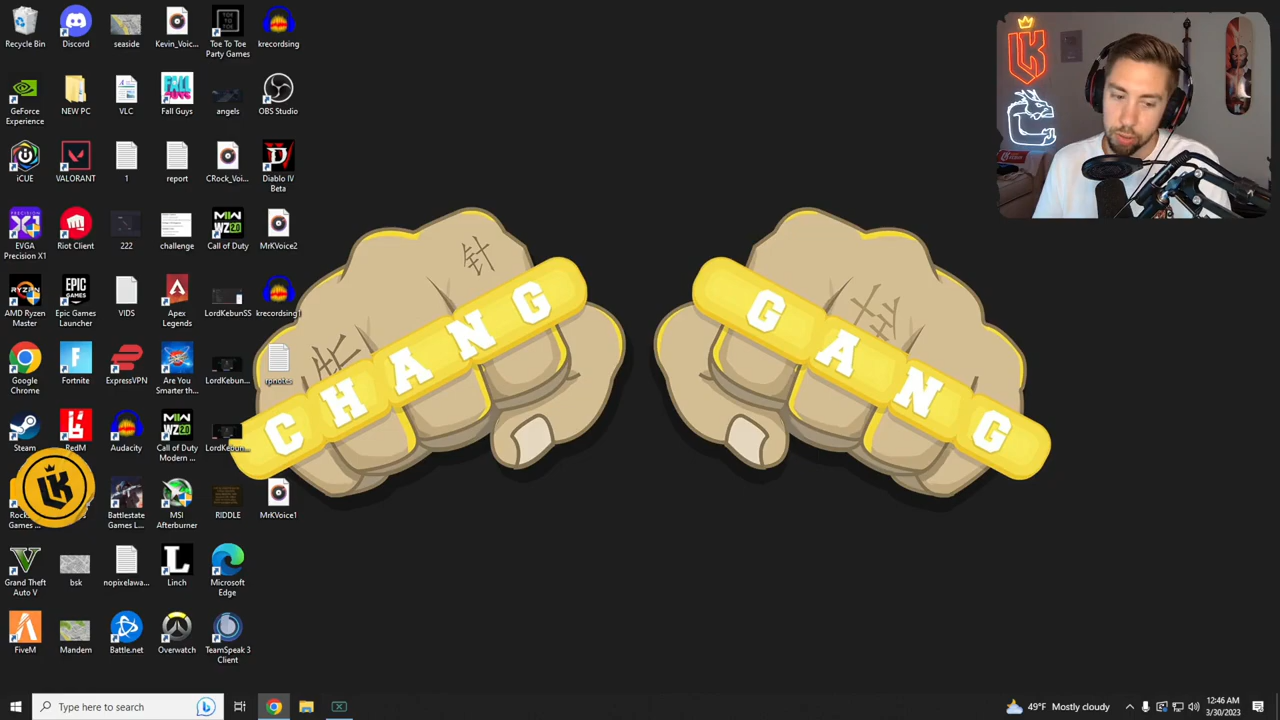 Recycle Bin
Discord
seaside
Kevin_Voic...
Toe To Toe
Party Games
krecordsing
GeForce
Experience
NEW PC
VLC
Fall Guys
angels
OBS Studio
iCUE
VALORANT
1
report
CRock_Voi...
Diablo IV
Beta
EVGA
Precision X1
Riot Client
222
challenge
Call of Duty
MrKVoice2
AMD Ryzen
Master
Epic Games
Launcher
VIDS
Apex
Legends
LordKebunSS
krecording
Google
Chrome
Fortnite
ExpressVPN
Are You
Smarter th...
LordKebun...
rpnotes
Steam
RedM
Audacity
Call of Duty
Modern ...
LordKebun...
Games ...
Battlestate
Games L...
MSI
Afterburner
RIDDLE
MrKVoice1
Grand Theft
Auto V
bsk
nopixelawa...
Linch
Microsoft
Edge
FiveM
Mandem
Battle.net
Overwatch
TeamSpeak 3
Client
CHANG
GANG
LK
LK
Type here to search
49°F Mostly cloudy
12:46 AM
3/30/2023